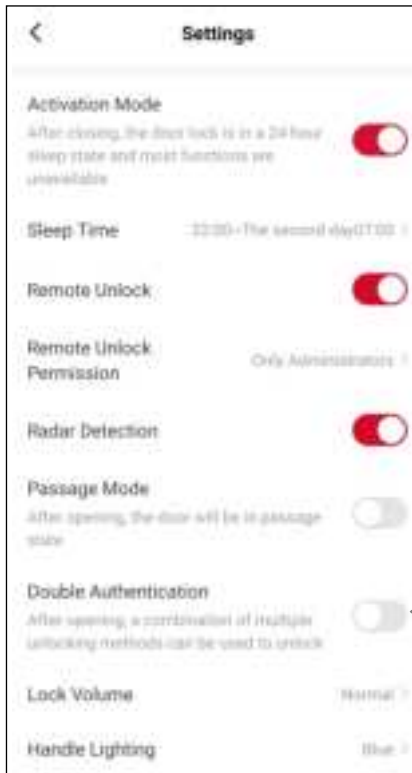 Settings
Activation Mode
After closing, the door lock is in a 24-hour
sleep state and most functions are
unavailable
Sleep Time 22:00~The second day07:00
Remote Unlock
Remote Unlock
Permission
Only Administrators
Radar Detection
Passage Mode
After opening, the door will be in passage
state
Double Authentication
After opening, a combination of multiple
unlocking methods can be used to unlock
Lock Volume Normal
Handle Lighting Blue